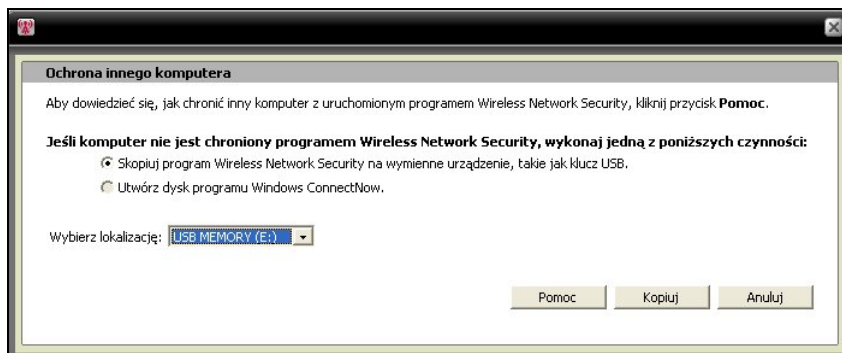 Ochrona innego komputera
Aby dowiedzieć się, jak chronić inny komputer z uruchomionym programem Wireless Network Security, kliknij przycisk Pomoc.
Jeśli komputer nie jest chroniony programem Wireless Network Security, wykonaj jedną z poniższych czynności:
Skopiuj program Wireless Network Security na wymienne urządzenie, takie jak klucz USB.
Utwórz dysk programu Windows ConnectNow.
Wybierz lokalizację: USB MEMORY (E:)
Pomoc Kopiuj Anuluj